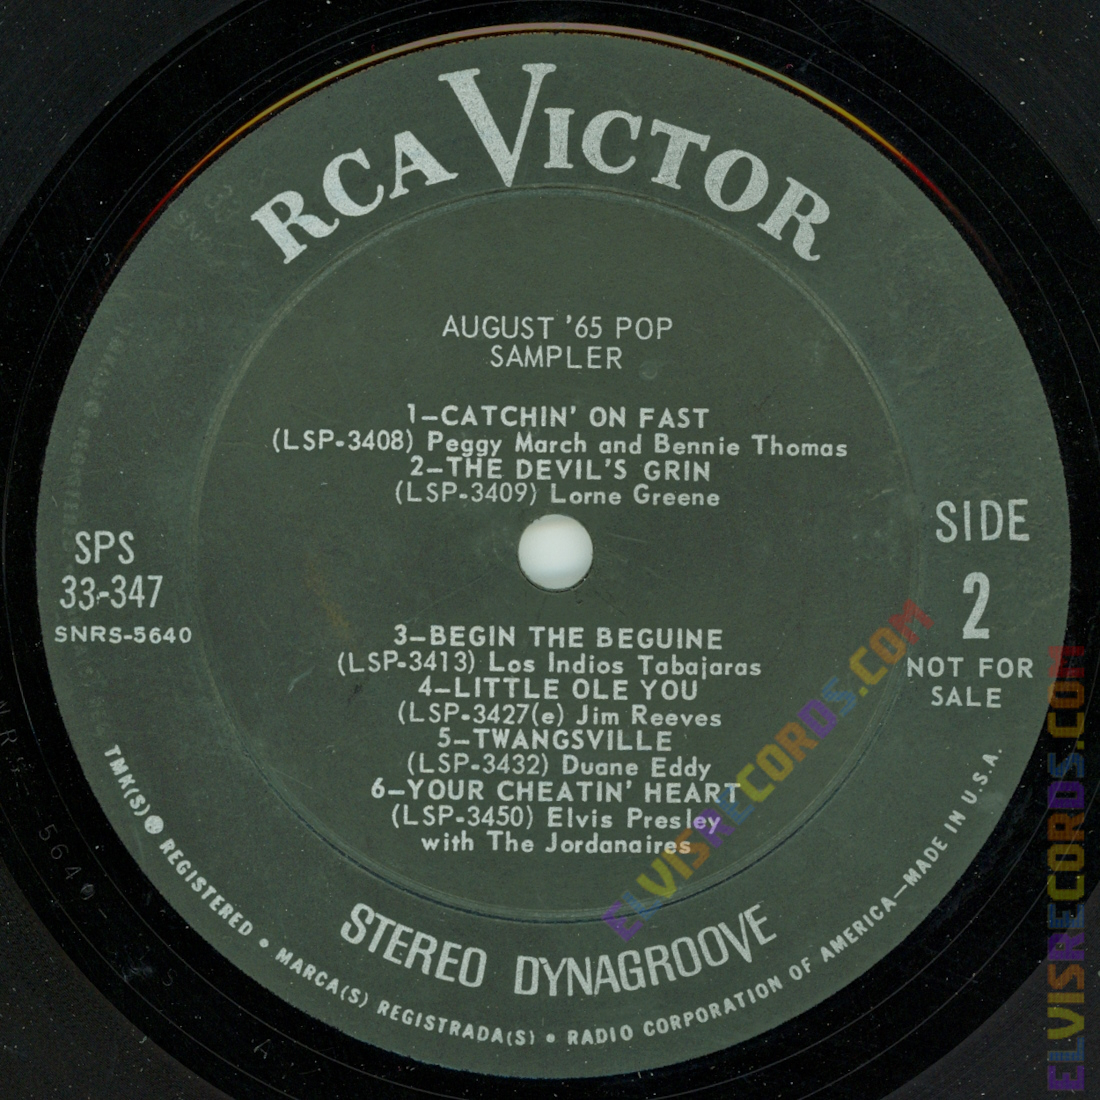 RCA VICTOR
AUGUST '65 POP
SAMPLER
1—CATCHIN' ON FAST
(LSP-3408) Peggy March and Bennie Thomas
2—THE DEVIL'S GRIN
(LSP-3409) Lorne Greene
SPS
33-347
SNRS-5640
SIDE
2
NOT FOR
SALE
3—BEGIN THE BEGUINE
(LSP-3413) Los Indios Tabajaras
4—LITTLE OLE YOU
(LSP-3427(e) Jim Reeves
5—TWANGSVILLE
(LSP-3432) Duane Eddy
6—YOUR CHEATIN' HEART
(LSP-3450) Elvis Presley
with The Jordanaires
STEREO DYNAGROOVE
TMK(S) ® REGISTERED • MARCA(S) REGISTRADA(S) • RADIO CORPORATION OF AMERICA—MADE IN U.S.A.
ELVISRECORDS.COM
ELVISRECORDS.COM